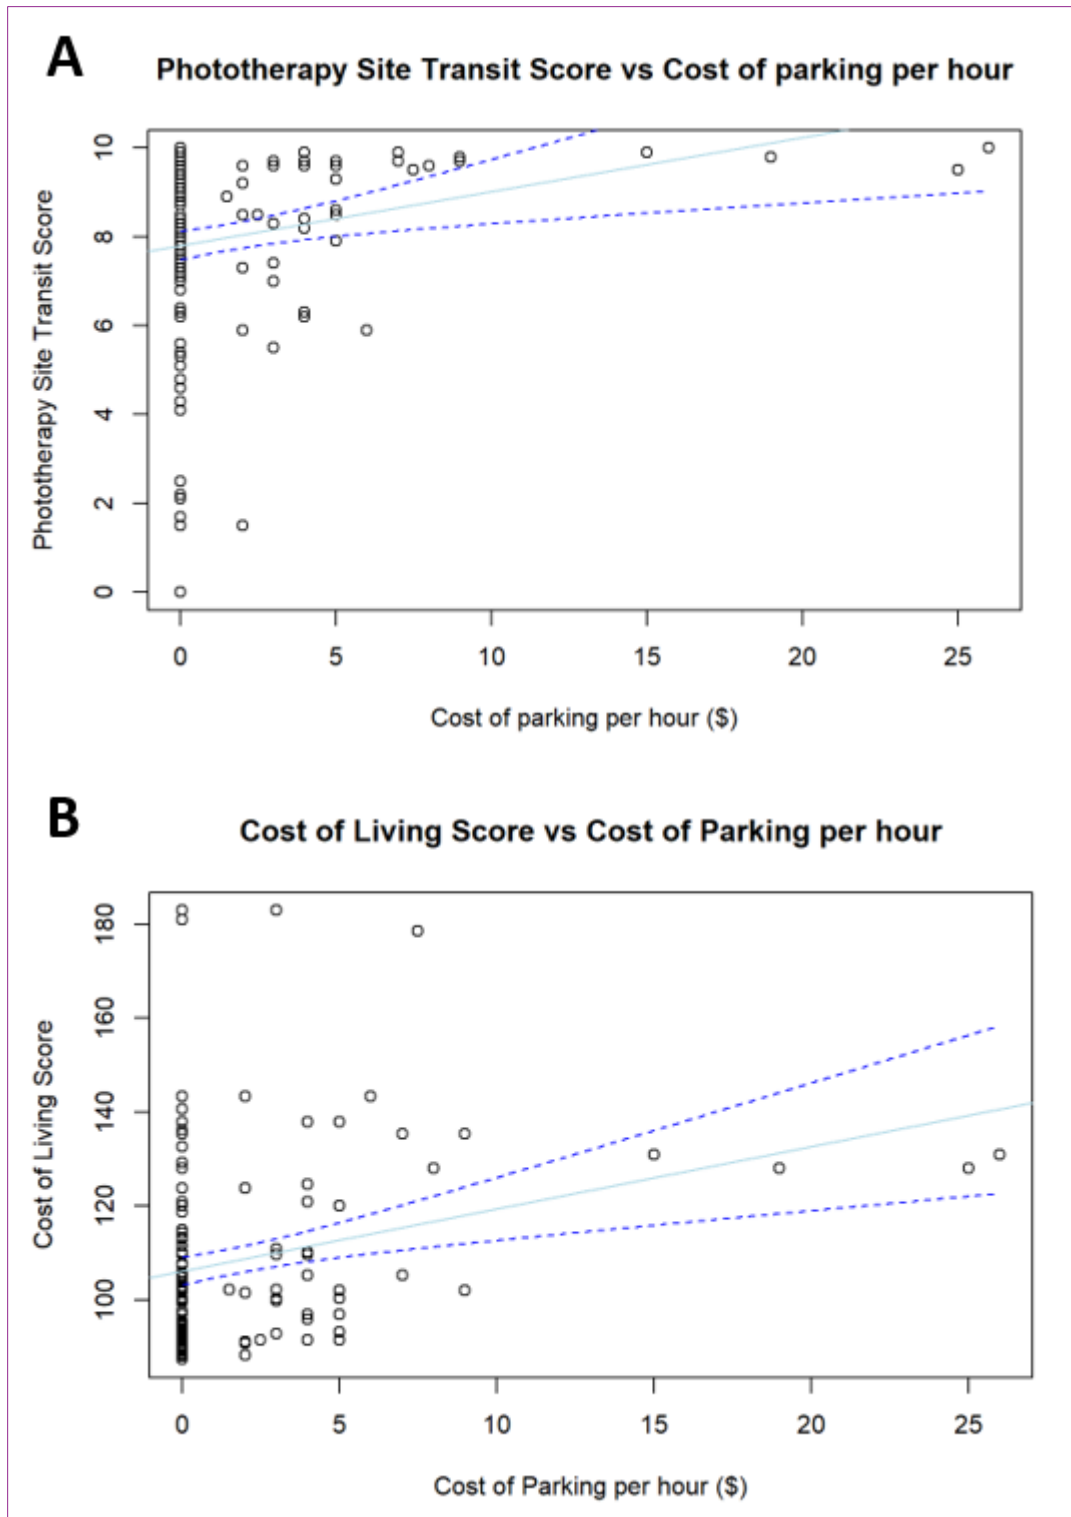 A
Phototherapy Site Transit Score vs Cost of parking per hour
Phototherapy Site Transit Score
10
8
6
4
2
0
0 5 10 15 20 25
Cost of parking per hour ($)
B
Cost of Living Score vs Cost of Parking per hour
Cost of Living Score
180
160
140
120
100
0 5 10 15 20 25
Cost of Parking per hour ($)